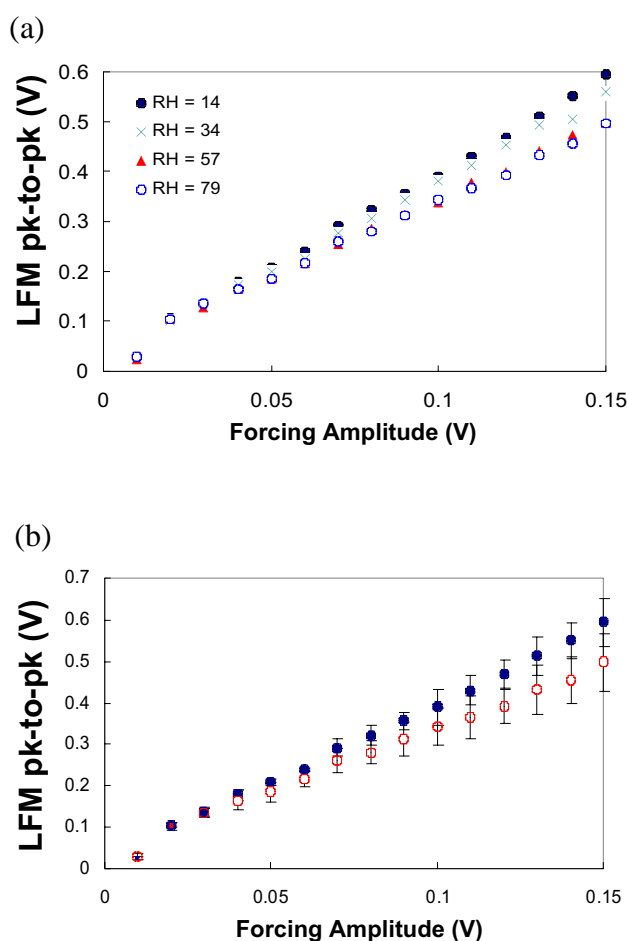 (a)
LFM pk-to-pk (V)
0.6
0.5
0.4
0.3
0.2
0.1
0
RH = 14
RH = 34
RH = 57
RH = 79
0
0.05
0.1
0.15
Forcing Amplitude (V)
(b)
LFM pk-to-pk (V)
0.7
0.6
0.5
0.4
0.3
0.2
0.1
0
0
0.05
0.1
0.15
Forcing Amplitude (V)